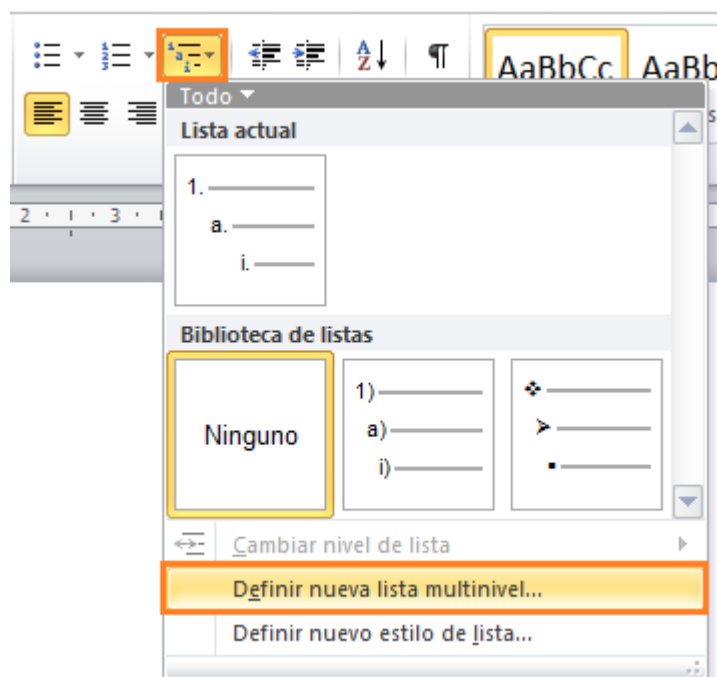 AaBbCc AaBb
Todo
Lista actual
2 · ı · 3 ·
1.
a.
i.
Biblioteca de listas
Ninguno
1)
a)
i)
Cambiar nivel de lista
Definir nueva lista multinivel...
Definir nuevo estilo de lista...